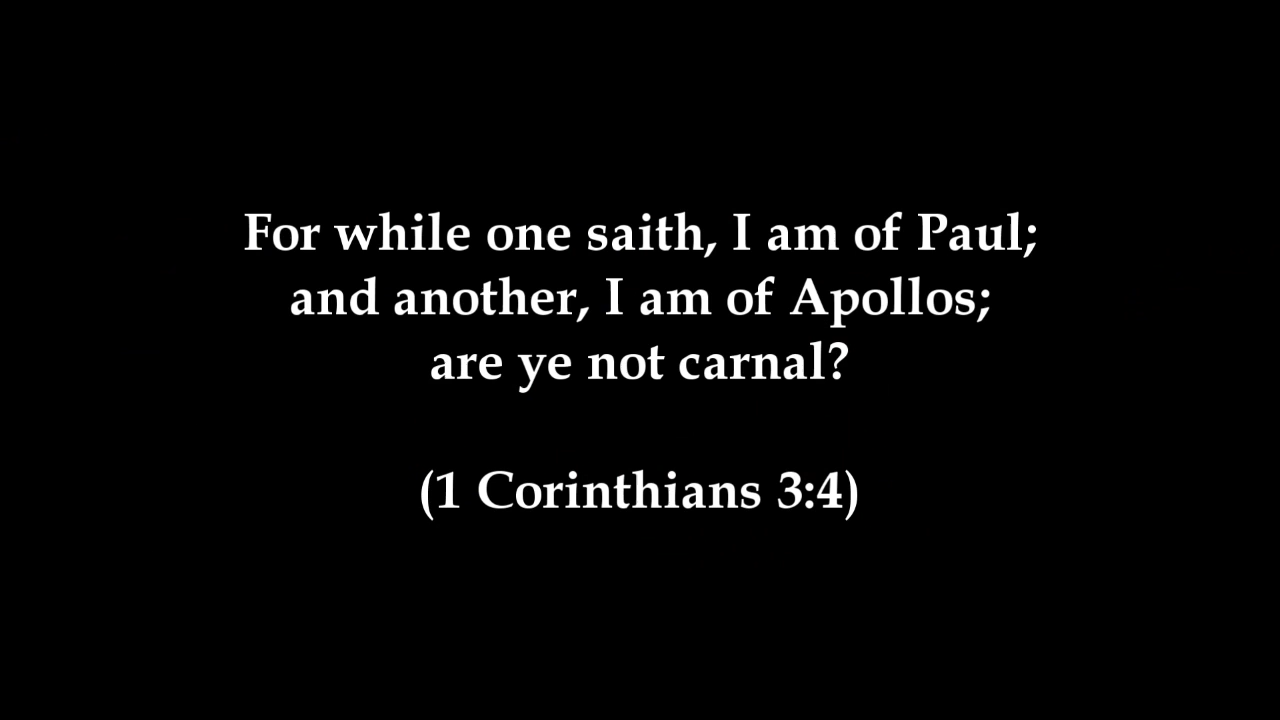 For while one saith, I am of Paul;
and another, I am of Apollos;
are ye not carnal?
(1 Corinthians 3:4)